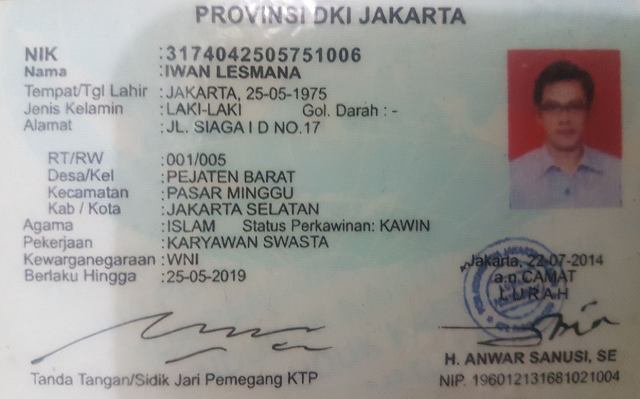 PROVINSI DKI JAKARTA
NIK : 3174042505751006
Nama : IWAN LESMANA
Tempat/Tgl Lahir : JAKARTA, 25-05-1975
Jenis Kelamin : LAKI-LAKI Gol. Darah : -
Alamat : JL. SIAGA I D NO.17
RT/RW : 001/005
Desa/Kel : PEJATEN BARAT
Kecamatan : PASAR MINGGU
Kab / Kota : JAKARTA SELATAN
Agama : ISLAM Status Perkawinan: KAWIN
Pekerjaan : KARYAWAN SWASTA
Kewarganegaraan : WNI
Berlaku Hingga : 25-05-2019
Jakarta, 22-07-2014
a.n CAMAT
LURAH
H. ANWAR SANUSI, SE
Tanda Tangan/Sidik Jari Pemegang KTP
NIP. 196012131681021004